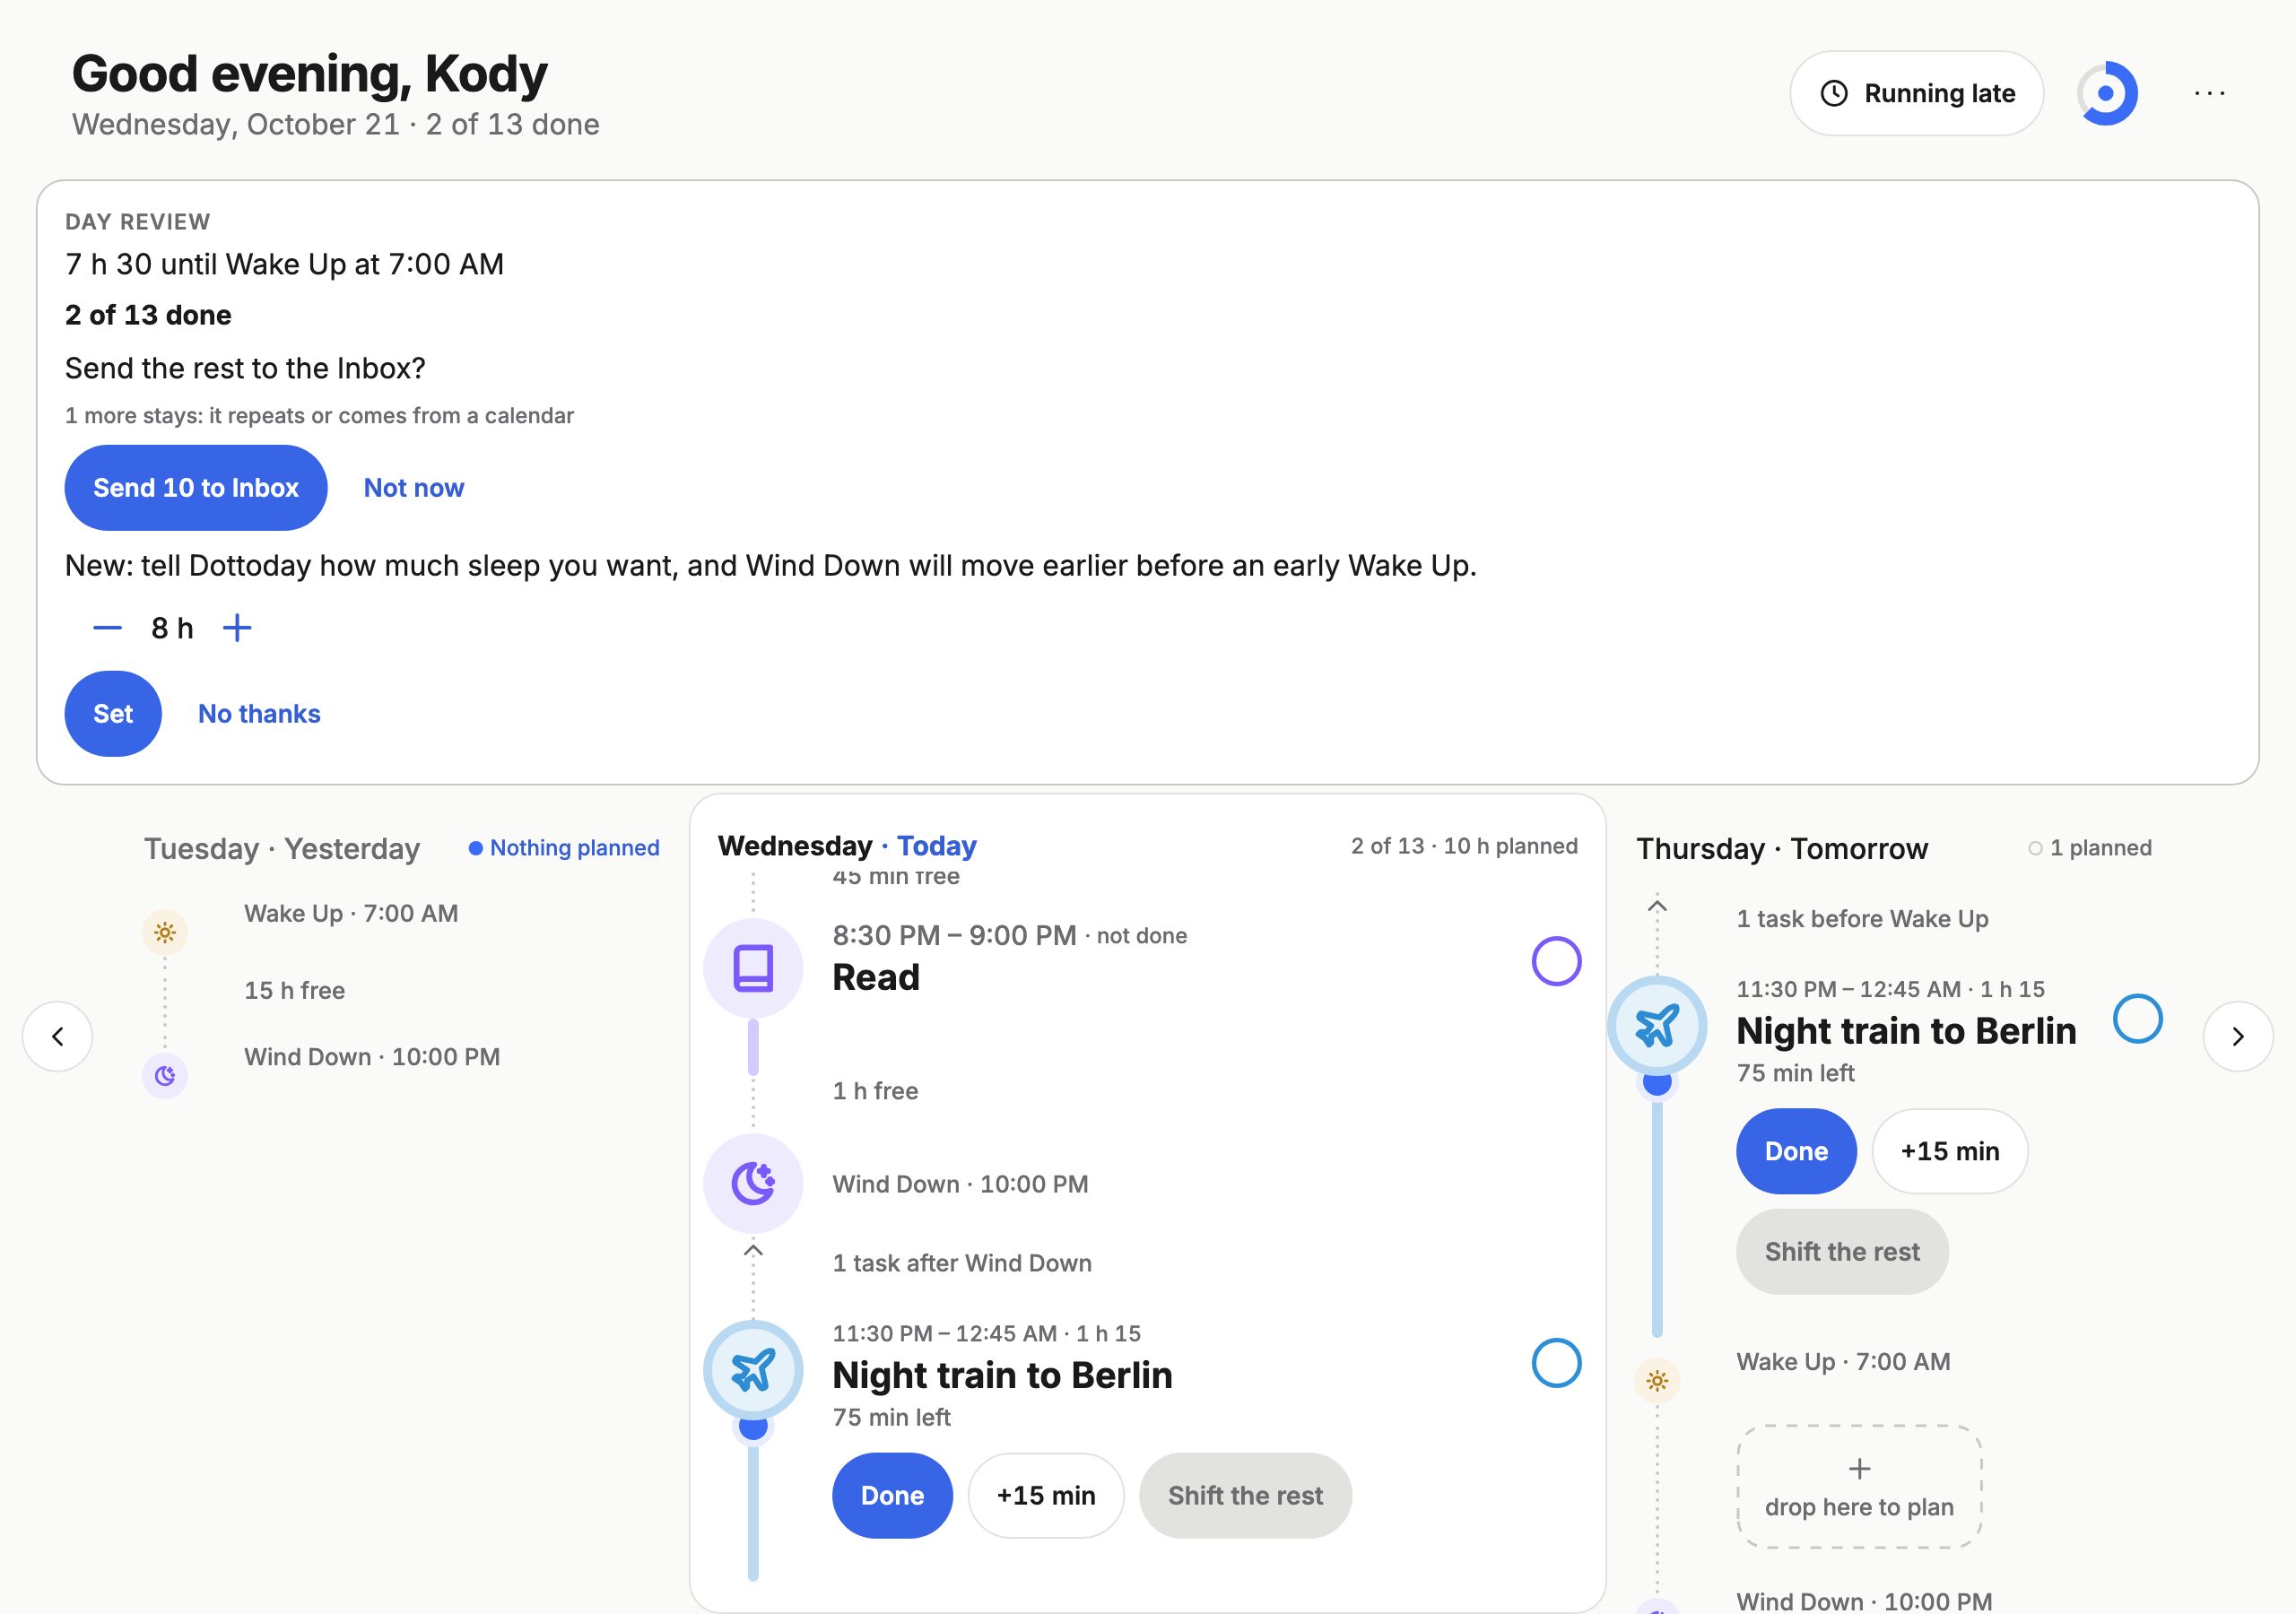 Good evening, Kody
Wednesday, October 21 · 2 of 13 done
Running late
DAY REVIEW
7 h 30 until Wake Up at 7:00 AM
2 of 13 done
Send the rest to the Inbox?
1 more stays: it repeats or comes from a calendar
Send 10 to Inbox
Not now
New: tell Dottoday how much sleep you want, and Wind Down will move earlier before an early Wake Up.
8 h
Set
No thanks
Tuesday · Yesterday
Nothing planned
Wake Up · 7:00 AM
15 h free
Wind Down · 10:00 PM
Wednesday · Today
2 of 13 · 10 h planned
45 min free
8:30 PM – 9:00 PM · not done
Read
1 h free
Wind Down · 10:00 PM
1 task after Wind Down
11:30 PM – 12:45 AM · 1 h 15
Night train to Berlin
75 min left
Done
+15 min
Shift the rest
Thursday · Tomorrow
1 planned
1 task before Wake Up
11:30 PM – 12:45 AM · 1 h 15
Night train to Berlin
75 min left
Done
+15 min
Shift the rest
Wake Up · 7:00 AM
drop here to plan
Wind Down · 10:00 PM